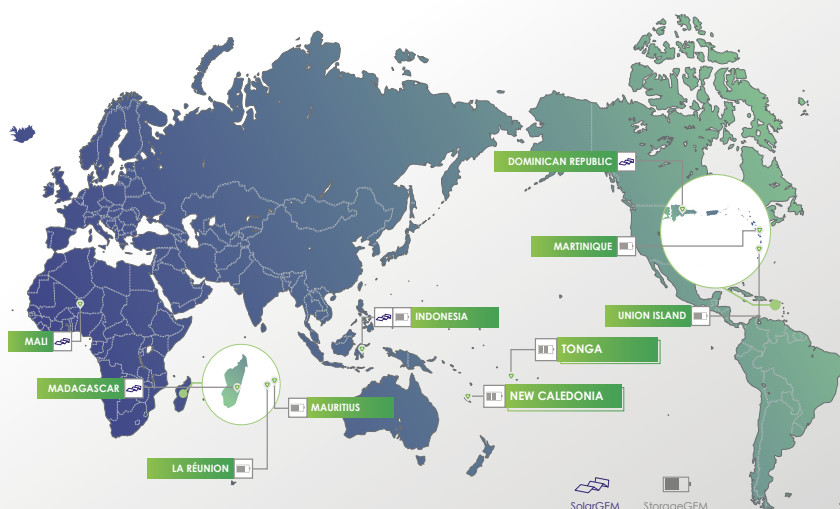 DOMINICAN REPUBLIC
MARTINIQUE
INDONESIA
UNION ISLAND
MALI
TONGA
MADAGASCAR
NEW CALEDONIA
MAURITIUS
LA RÉUNION
SolarGEM
StorageGEM